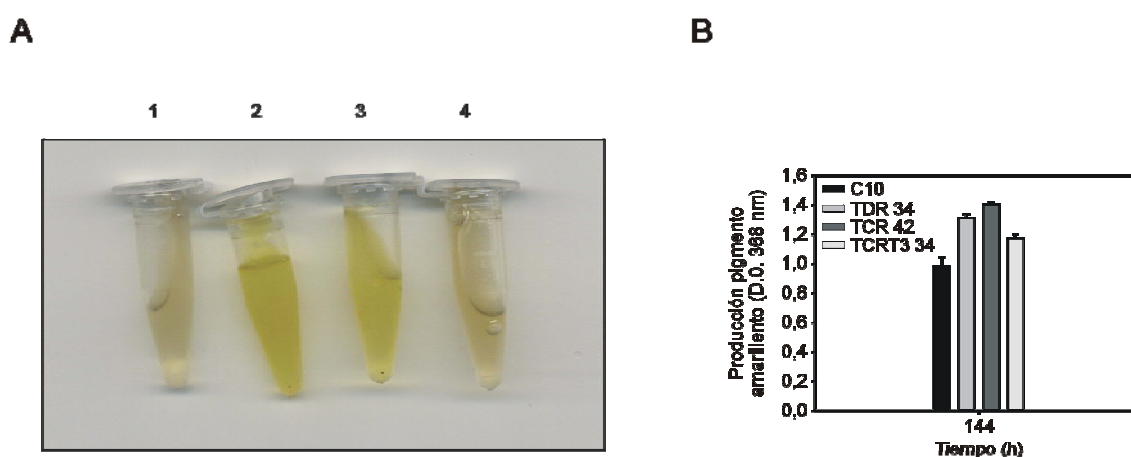 A
B
1 2 3 4
Producción pigmento
amarillento (D.O. 368 nm)
1,6
1,4
1,2
1,0
0,8
0,6
0,4
0,2
0,0
C10
TDR 34
TCR 42
TCRT3 34
144
Tiempo (h)